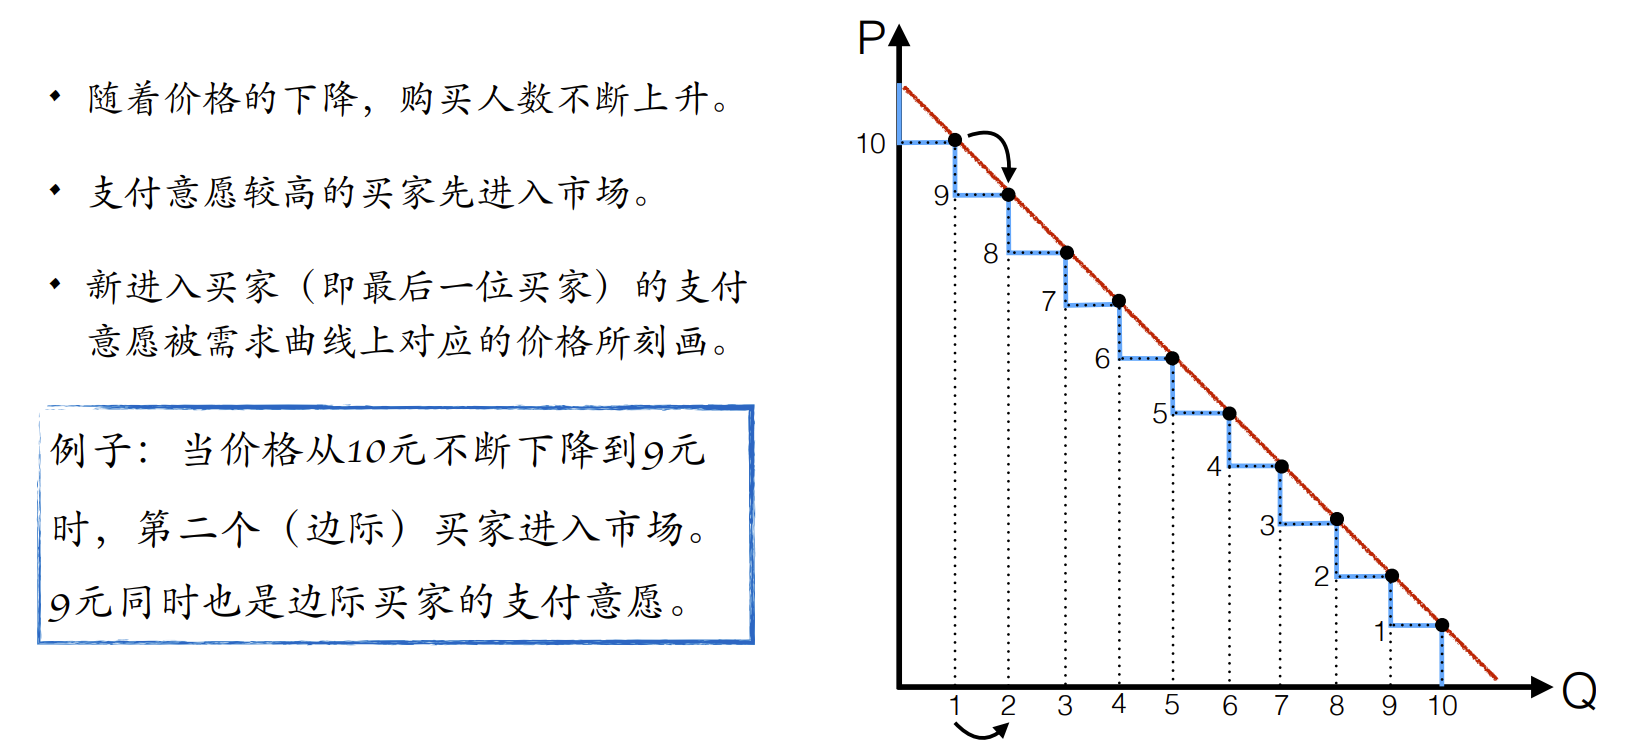 随着价格的下降，购买人数不断上升。
支付意愿较高的买家先进入市场。
新进入买家（即最后一位买家）的支付
意愿被需求曲线上对应的价格所刻画。
例子：当价格从10元不断下降到9元
时，第二个（边际）买家进入市场。
9元同时也是边际买家的支付意愿。
P
10
9
8
7
6
5
4
3
2
1
1 2 3 4 5 6 7 8 9 10
Q